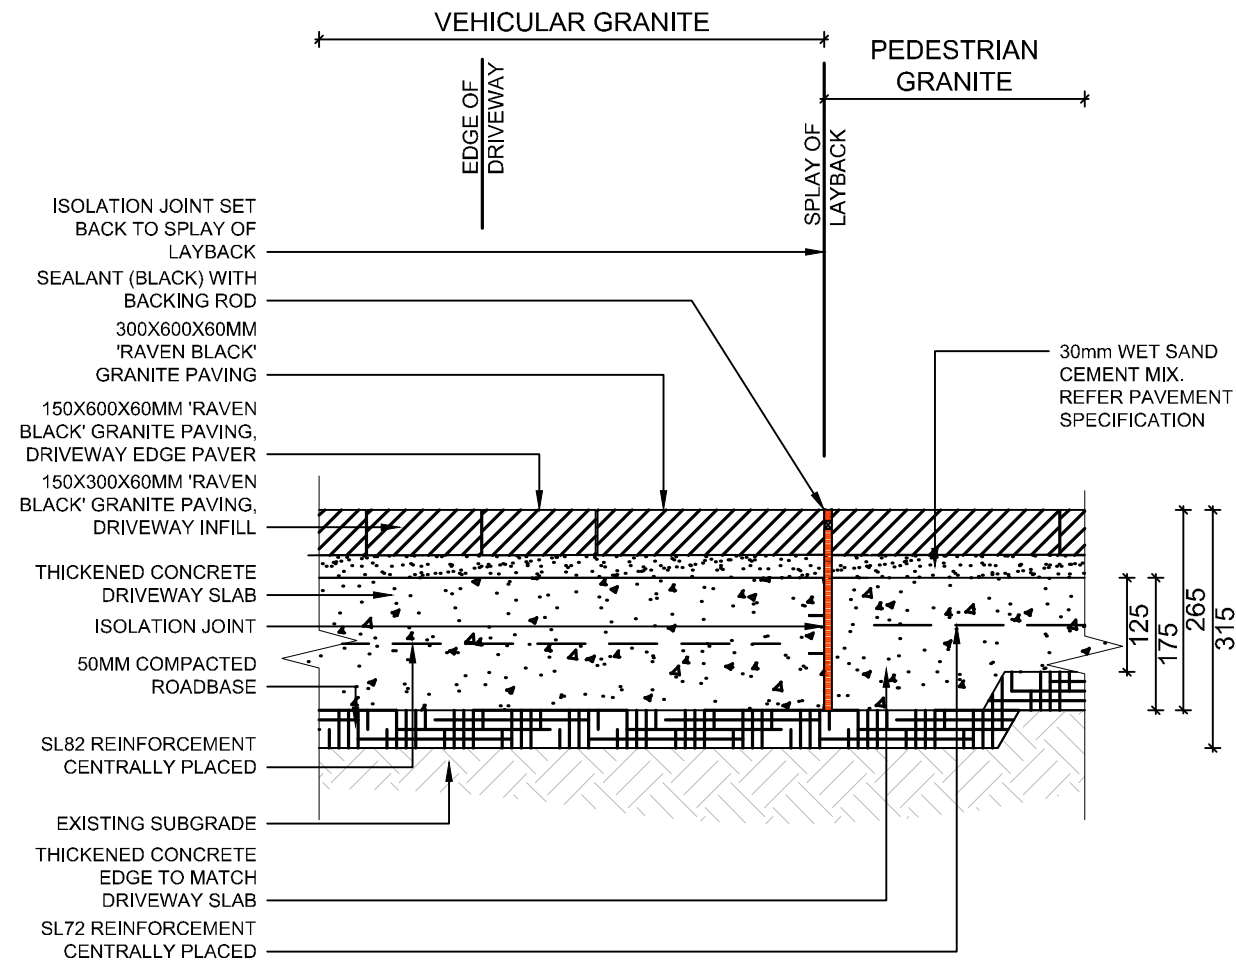 VEHICULAR GRANITE
PEDESTRIAN
GRANITE
EDGE OF
DRIVEWAY
SPLAY OF
LAYBACK
ISOLATION JOINT SET
BACK TO SPLAY OF
LAYBACK
SEALANT (BLACK) WITH
BACKING ROD
300X600X60MM
'RAVEN BLACK'
GRANITE PAVING
150X600X60MM 'RAVEN
BLACK' GRANITE PAVING,
DRIVEWAY EDGE PAVER
150X300X60MM 'RAVEN
BLACK' GRANITE PAVING,
DRIVEWAY INFILL
THICKENED CONCRETE
DRIVEWAY SLAB
ISOLATION JOINT
50MM COMPACTED
ROADBASE
SL82 REINFORCEMENT
CENTRALLY PLACED
EXISTING SUBGRADE
THICKENED CONCRETE
EDGE TO MATCH
DRIVEWAY SLAB
SL72 REINFORCEMENT
CENTRALLY PLACED
30mm WET SAND
CEMENT MIX.
REFER PAVEMENT
SPECIFICATION
125
175
265
315